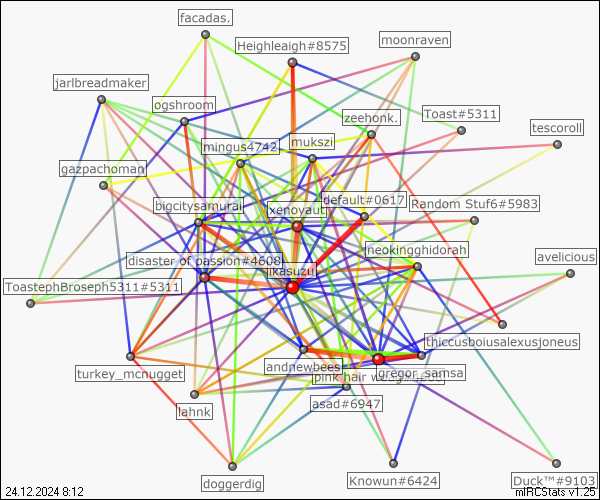 facadas.
Heighleaigh#8575
moonraven
jarlbreadmaker
ogshroom
zeehonk.
Toast#5311
tescoroll
mingus4742.
mukszi
gazpachoman
bigcitysamurai
default#0617
Random Stuf6#5983
xenoyaut
neokingghidorah
avelicious
disaster of passion#4608
jikasuzu
ToastephBroseph5311#5311
thiccusboiusalexusjoneus
andnewbees
gregor_samsa
turkey_mcnugget
pink hair
lahnk
asad#6947
doggerdig
Knowun#6424
Duck™#9103
24.12.2024 8:12
mIRCStats v1.25